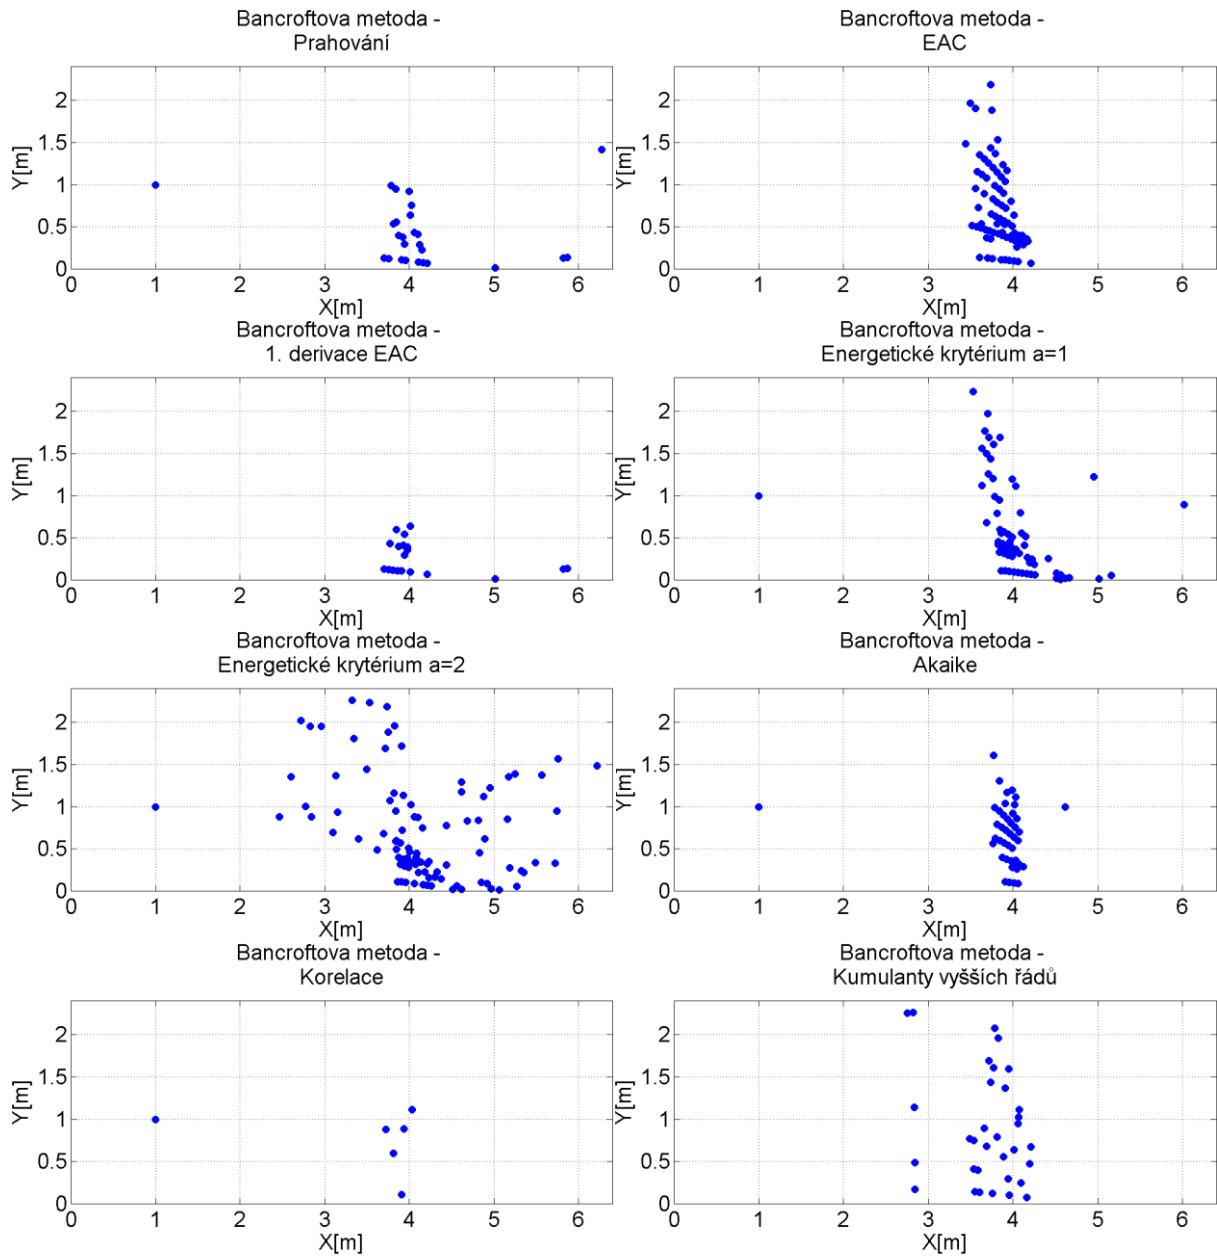 Bancroftova metoda -
Prahování
2
1.5
1
0.5
0
Y[m]
0 1 2 3 4 5 6
X[m]
Bancroftova metoda -
EAC
2
1.5
1
0.5
0
Y[m]
0 1 2 3 4 5 6
X[m]
Bancroftova metoda -
1. derivace EAC
2
1.5
1
0.5
0
Y[m]
0 1 2 3 4 5 6
X[m]
Bancroftova metoda -
Energetické krytérium a=1
2
1.5
1
0.5
0
Y[m]
0 1 2 3 4 5 6
X[m]
Bancroftova metoda -
Energetické krytérium a=2
2
1.5
1
0.5
0
Y[m]
0 1 2 3 4 5 6
X[m]
Bancroftova metoda -
Akaike
2
1.5
1
0.5
0
Y[m]
0 1 2 3 4 5 6
X[m]
Bancroftova metoda -
Korelace
2
1.5
1
0.5
0
Y[m]
0 1 2 3 4 5 6
X[m]
Bancroftova metoda -
Kumulanty vyšších řádů
2
1.5
1
0.5
0
Y[m]
0 1 2 3 4 5 6
X[m]